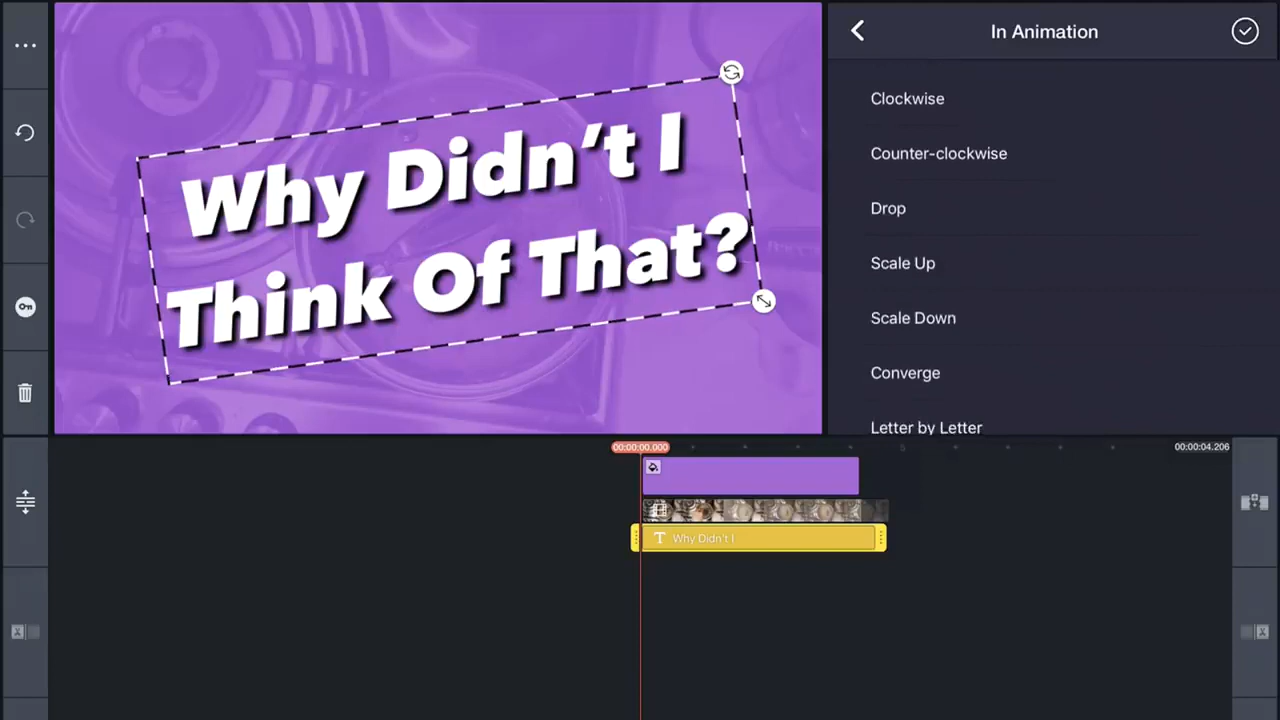 In Animation
Clockwise
Counter-clockwise
Drop
Scale Up
Scale Down
Converge
Letter by Letter
Why Didn't I
Think Of That?
00:00:00.000
5
00:00:04.206
T Why Didn't I